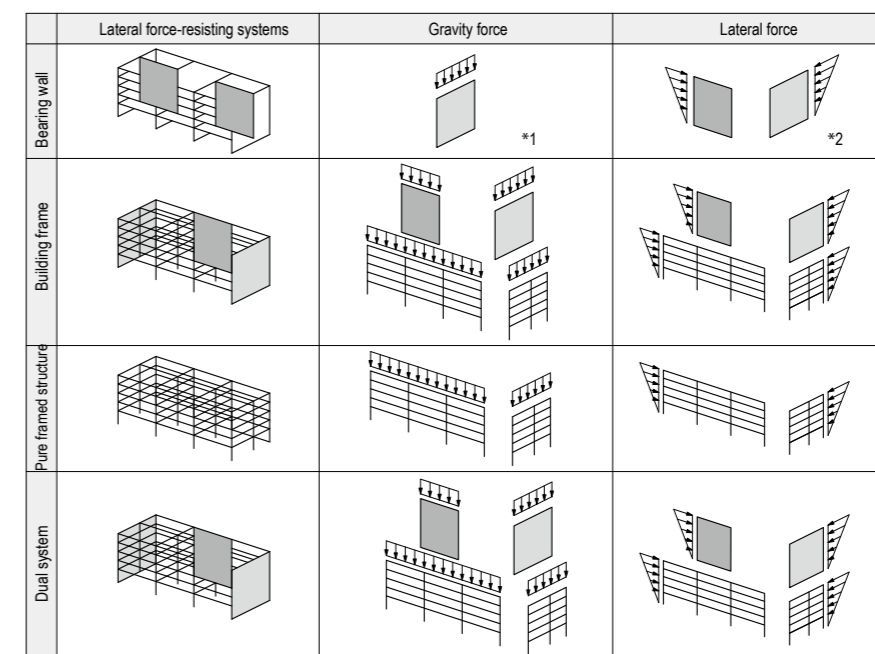 Lateral force-resisting systems
Gravity force
Lateral force
Bearing wall
*1
*2
Building frame
Pure framed structure
Dual system